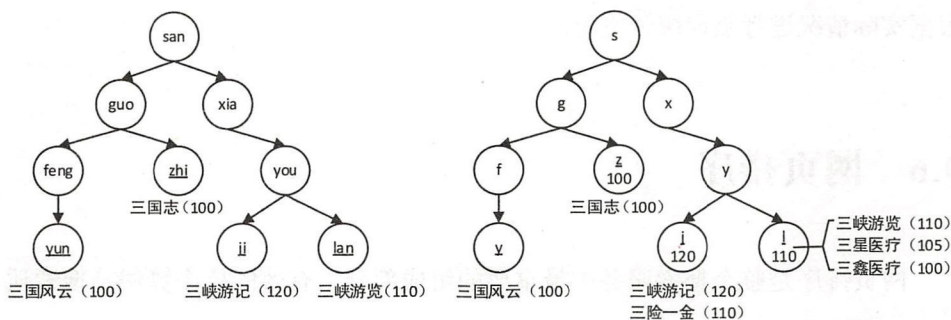 san
s
guo
xia
g
x
feng
zhi
you
f
z
100
y
三国志(100)
三国志(100)
yun
ji
lan
y
j
120
l
110
三峡游览(110)
三星医疗(105)
三鑫医疗(100)
三国风云(100)
三峡游记(120)
三峡游览(110)
三国风云(100)
三峡游记(120)
三险一金(110)